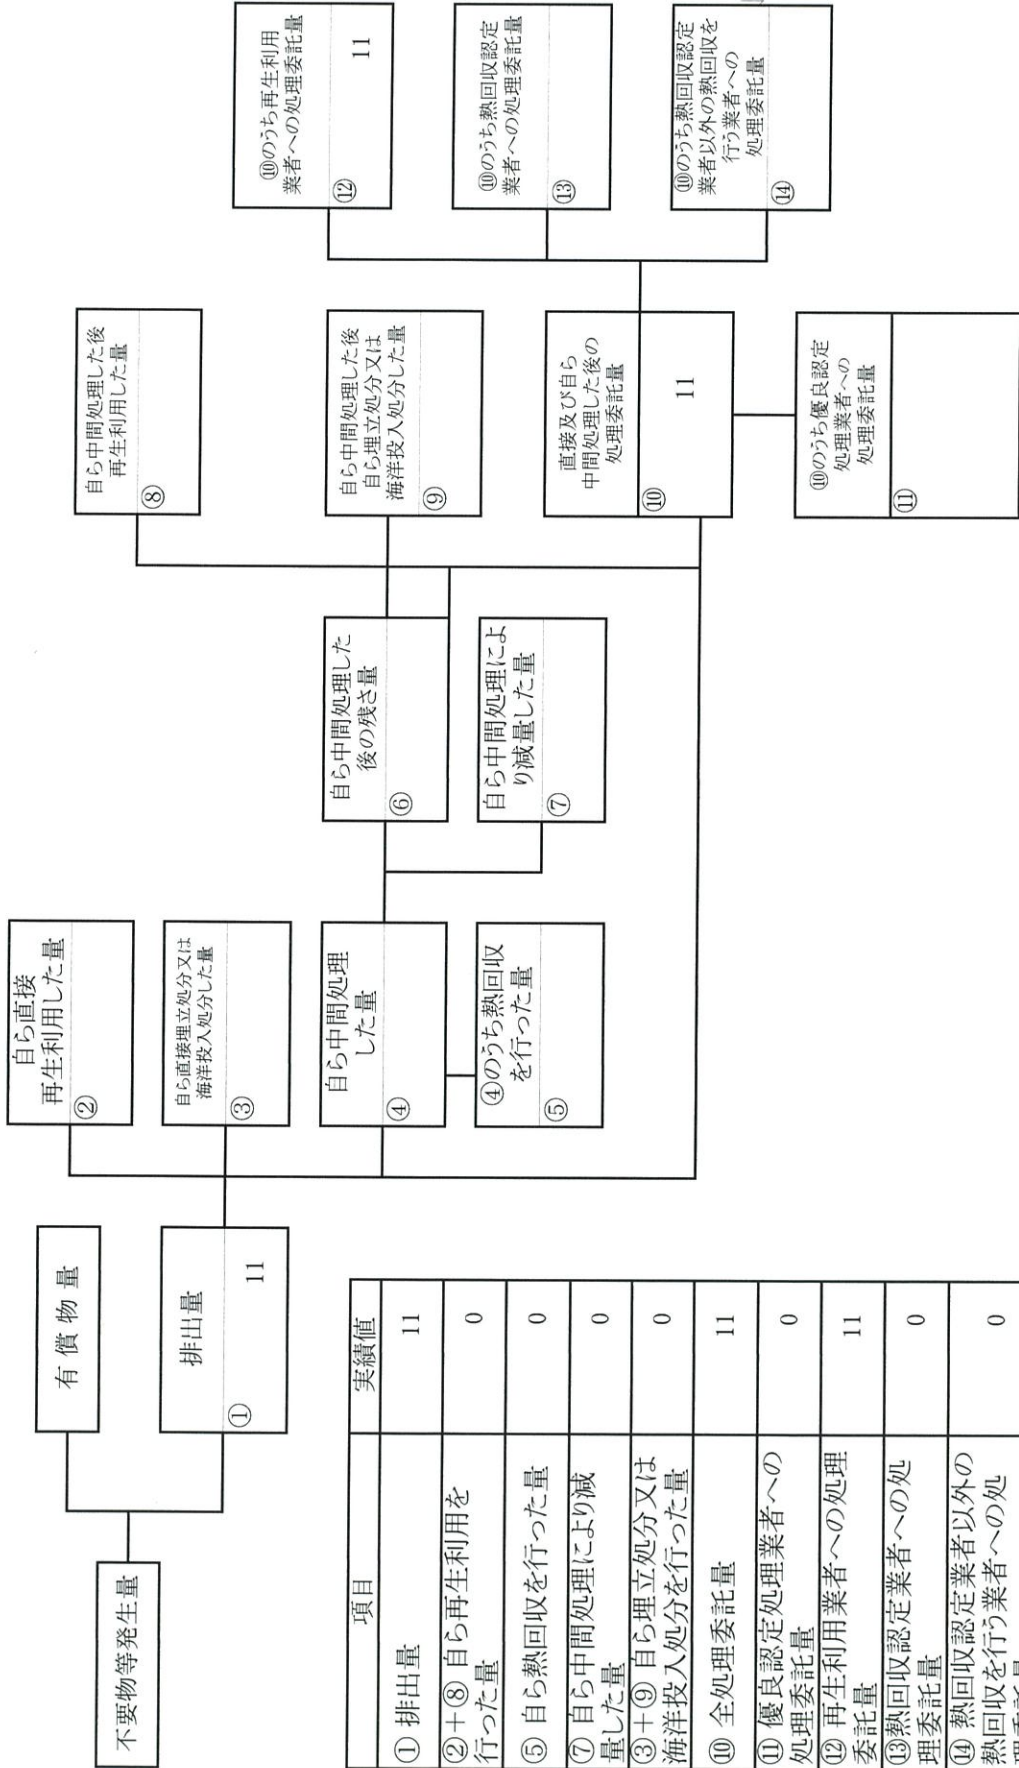 不要物等発生量
有償物量
排出量
①
11
自ら直接
再生利用した量
②
自ら直接埋立処分又は
海洋投入処分した量
③
自ら中間処理
した量
④
④のうち熱回収
を行った量
⑤
自ら中間処理した
後の残さ量
⑥
自ら中間処理によ
り減量した量
⑦
自ら中間処理した後
再生利用した量
⑧
自ら中間処理した後
自ら埋立処分又は
海洋投入処分した量
⑨
直接及び自ら
中間処理した後の
処理委託量
⑩
11
⑩のうち優良認定
処理業者への
処理委託量
⑪
⑩のうち再生利用
業者への処理委託量
⑫
11
⑩のうち熱回収認定
業者への処理委託量
⑬
⑩のうち熱回収認定
業者以外の熱回収を
行う業者への
処理委託量
⑭
項目 実績値
① 排出量 11
②+⑧ 自ら再生利用を
行った量 0
⑤ 自ら熱回収を行った量 0
⑦ 自ら中間処理により減
量した量 0
③+⑨ 自ら埋立処分又は
海洋投入処分を行った量 0
⑩ 全処理委託量 11
⑪ 優良認定処理業者への
処理委託量 0
⑫ 再生利用業者への処理
委託量 11
⑬熱回収認定業者への処
理委託量 0
⑭ 熱回収認定業者以外の
熱回収を行う業者への処
理委託量 0